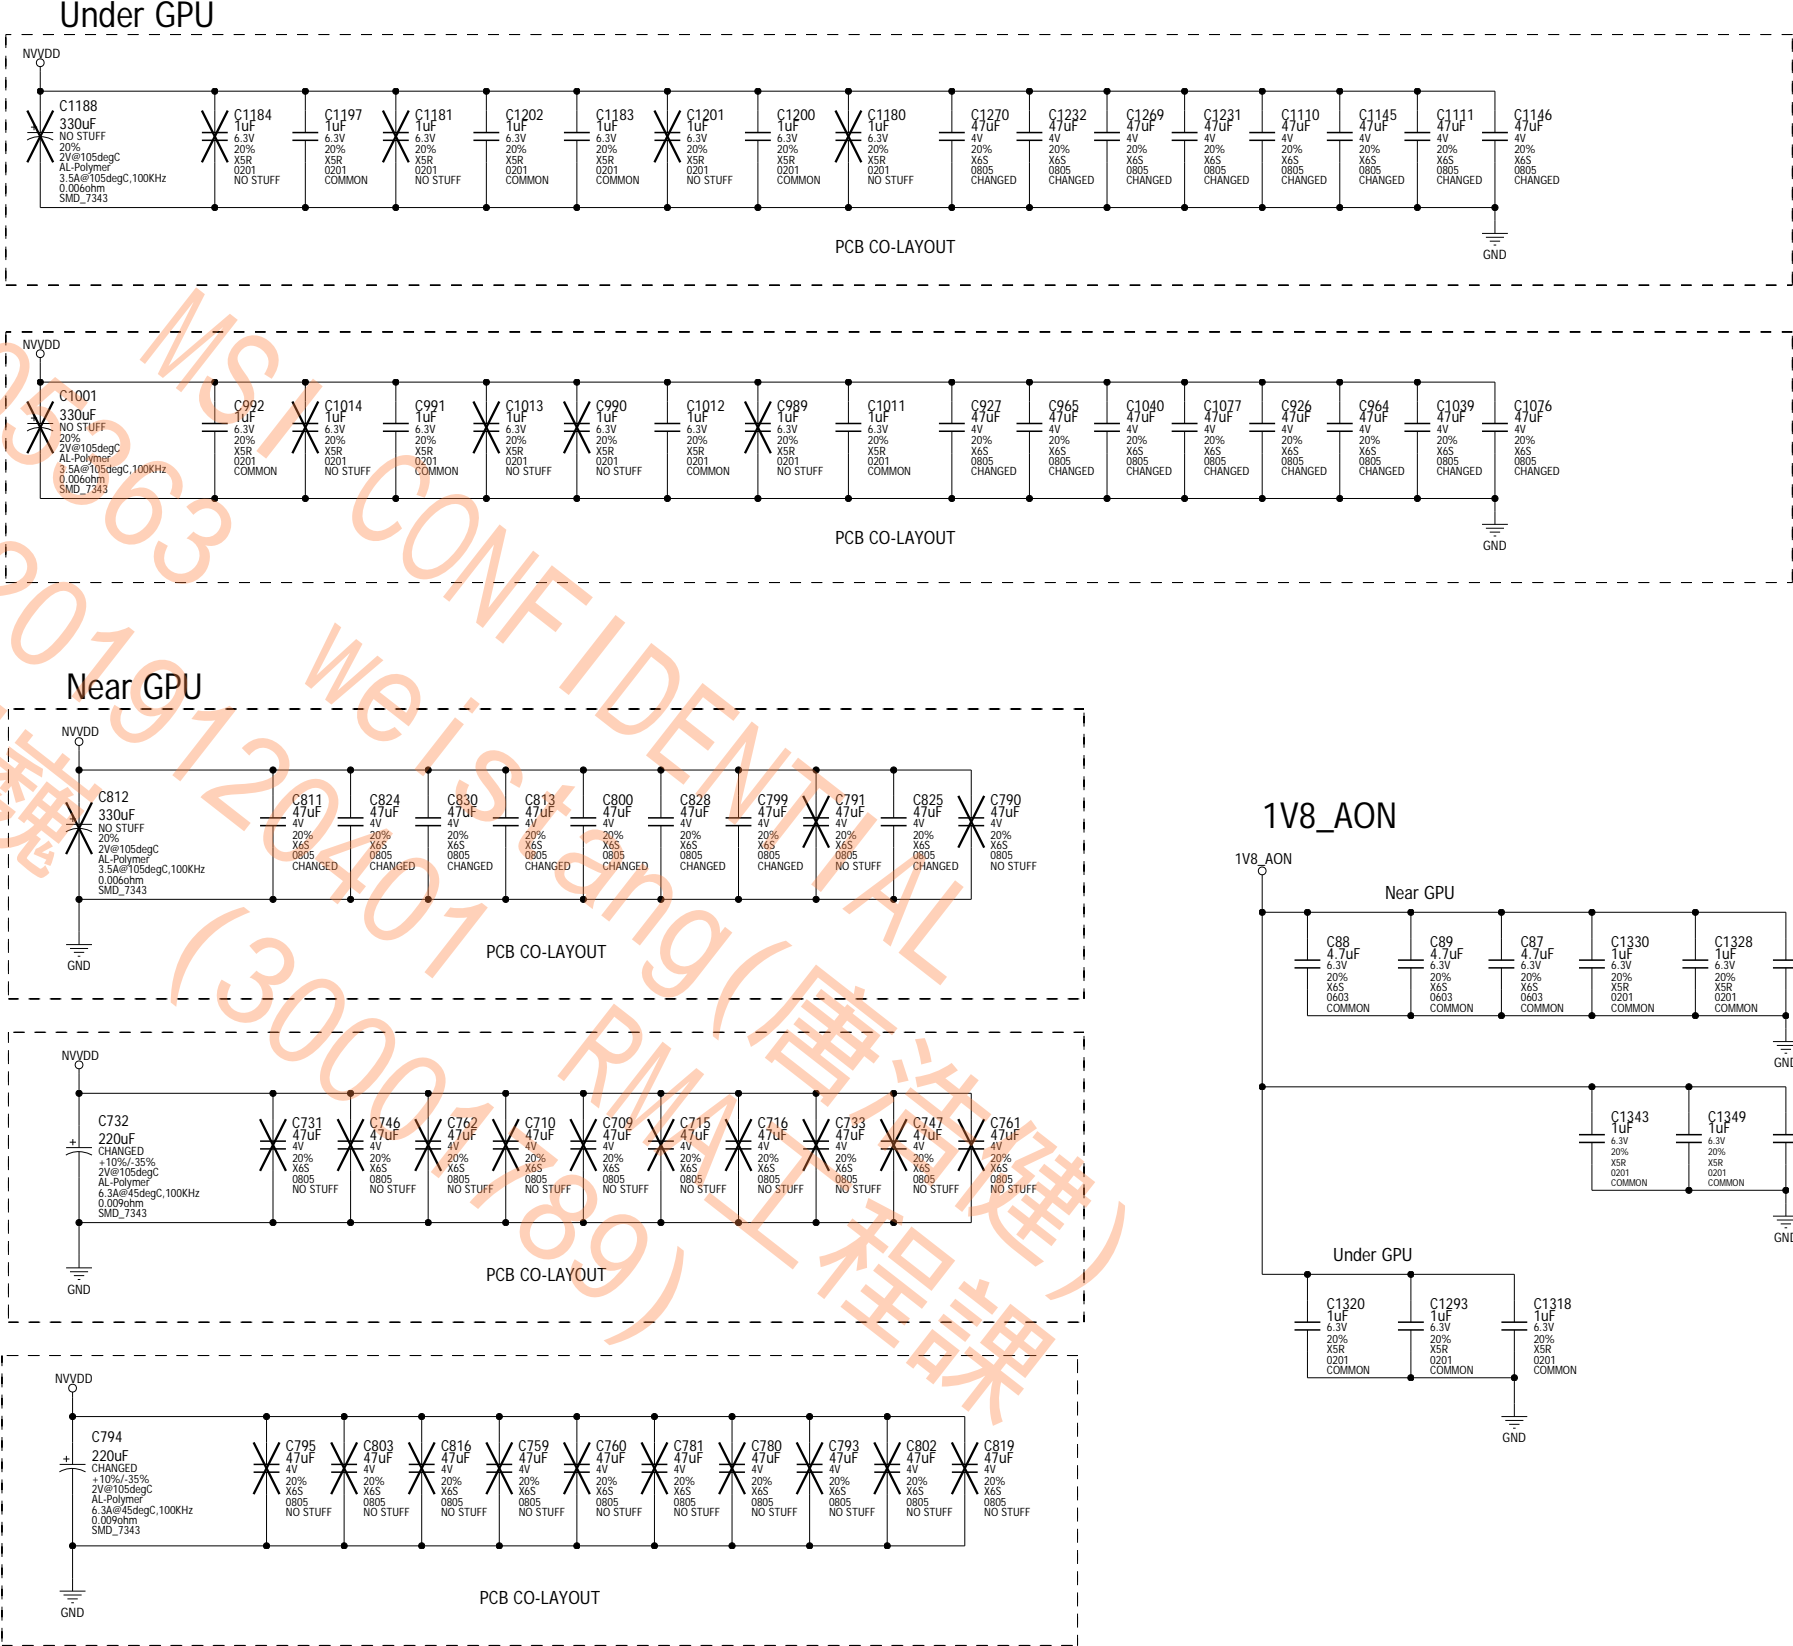 Under GPU
NVVDD
C1188
330uF
NO STUFF
20%
2V@105degC
AL-Polymer
3.5A@105degC,100KHz
0.006ohm
SMD_7343
C1184
1uF
6.3V
20%
X5R
0201
NO STUFF
C1197
1uF
6.3V
20%
X5R
0201
COMMON
C1181
1uF
6.3V
20%
X5R
0201
NO STUFF
C1202
1uF
6.3V
20%
X5R
0201
COMMON
C1183
1uF
6.3V
20%
X5R
0201
COMMON
C1201
1uF
6.3V
20%
X5R
0201
NO STUFF
C1200
1uF
6.3V
20%
X5R
0201
COMMON
C1180
1uF
6.3V
20%
X5R
0201
NO STUFF
C1270
47uF
4V
20%
X6S
0805
CHANGED
C1232
47uF
4V
20%
X6S
0805
CHANGED
C1269
47uF
4V
20%
X6S
0805
CHANGED
C1231
47uF
4V
20%
X6S
0805
CHANGED
C1110
47uF
4V
20%
X6S
0805
CHANGED
C1145
47uF
4V
20%
X6S
0805
CHANGED
C1111
47uF
4V
20%
X6S
0805
CHANGED
C1146
47uF
4V
20%
X6S
0805
CHANGED
PCB CO-LAYOUT
GND
NVVDD
C1001
330uF
NO STUFF
20%
2V@105degC
AL-Polymer
3.5A@105degC,100KHz
0.006ohm
SMD_7343
C992
1uF
6.3V
20%
X5R
0201
COMMON
C1014
1uF
6.3V
20%
X5R
0201
NO STUFF
C991
1uF
6.3V
20%
X5R
0201
COMMON
C1013
1uF
6.3V
20%
X5R
0201
NO STUFF
C990
1uF
6.3V
20%
X5R
0201
NO STUFF
C1012
1uF
6.3V
20%
X5R
0201
COMMON
C989
1uF
6.3V
20%
X5R
0201
NO STUFF
C1011
1uF
6.3V
20%
X5R
0201
COMMON
C927
47uF
4V
20%
X6S
0805
CHANGED
C965
47uF
4V
20%
X6S
0805
CHANGED
C1040
47uF
4V
20%
X6S
0805
CHANGED
C1077
47uF
4V
20%
X6S
0805
CHANGED
C926
47uF
4V
20%
X6S
0805
CHANGED
C964
47uF
4V
20%
X6S
0805
CHANGED
C1039
47uF
4V
20%
X6S
0805
CHANGED
C1076
47uF
4V
20%
X6S
0805
CHANGED
PCB CO-LAYOUT
GND
Near GPU
NVVDD
C812
330uF
NO STUFF
20%
2V@105degC
AL-Polymer
3.5A@105degC,100KHz
0.006ohm
SMD_7343
C811
47uF
4V
20%
X6S
0805
CHANGED
C824
47uF
4V
20%
X6S
0805
CHANGED
C830
47uF
4V
20%
X6S
0805
CHANGED
C813
47uF
4V
20%
X6S
0805
CHANGED
C800
47uF
4V
20%
X6S
0805
CHANGED
C828
47uF
4V
20%
X6S
0805
CHANGED
C799
47uF
4V
20%
X6S
0805
CHANGED
C791
47uF
4V
20%
X6S
0805
NO STUFF
C825
47uF
4V
20%
X6S
0805
CHANGED
C790
47uF
4V
20%
X6S
0805
NO STUFF
GND
PCB CO-LAYOUT
NVVDD
C732
220uF
CHANGED
+10%/-35%
2V@105degC
AL-Polymer
6.3A@45degC,100KHz
0.009ohm
SMD_7343
C731
47uF
4V
20%
X6S
0805
NO STUFF
C746
47uF
4V
20%
X6S
0805
NO STUFF
C762
47uF
4V
20%
X6S
0805
NO STUFF
C710
47uF
4V
20%
X6S
0805
NO STUFF
C709
47uF
4V
20%
X6S
0805
NO STUFF
C715
47uF
4V
20%
X6S
0805
NO STUFF
C716
47uF
4V
20%
X6S
0805
NO STUFF
C733
47uF
4V
20%
X6S
0805
NO STUFF
C747
47uF
4V
20%
X6S
0805
NO STUFF
C761
47uF
4V
20%
X6S
0805
NO STUFF
GND
PCB CO-LAYOUT
NVVDD
C794
220uF
CHANGED
+10%/-35%
2V@105degC
AL-Polymer
6.3A@45degC,100KHz
0.009ohm
SMD_7343
C795
47uF
4V
20%
X6S
0805
NO STUFF
C803
47uF
4V
20%
X6S
0805
NO STUFF
C816
47uF
4V
20%
X6S
0805
NO STUFF
C759
47uF
4V
20%
X6S
0805
NO STUFF
C760
47uF
4V
20%
X6S
0805
NO STUFF
C781
47uF
4V
20%
X6S
0805
NO STUFF
C780
47uF
4V
20%
X6S
0805
NO STUFF
C793
47uF
4V
20%
X6S
0805
NO STUFF
C802
47uF
4V
20%
X6S
0805
NO STUFF
C819
47uF
4V
20%
X6S
0805
NO STUFF
GND
PCB CO-LAYOUT
1V8_AON
1V8_AON
Near GPU
C88
4.7uF
6.3V
20%
X6S
0603
COMMON
C89
4.7uF
6.3V
20%
X6S
0603
COMMON
C87
4.7uF
6.3V
20%
X6S
0603
COMMON
C1330
1uF
6.3V
20%
X5R
0201
COMMON
C1328
1uF
6.3V
20%
X5R
0201
COMMON
GND
C1343
1uF
6.3V
20%
X5R
0201
COMMON
C1349
1uF
6.3V
20%
X5R
0201
COMMON
GND
Under GPU
C1320
1uF
6.3V
20%
X5R
0201
COMMON
C1293
1uF
6.3V
20%
X5R
0201
COMMON
C1318
1uF
6.3V
20%
X5R
0201
COMMON
GND
MSI CONFIDENTIAL
05363 weistang(唐浩健)
2019120401 RMA工程課
(30001789)